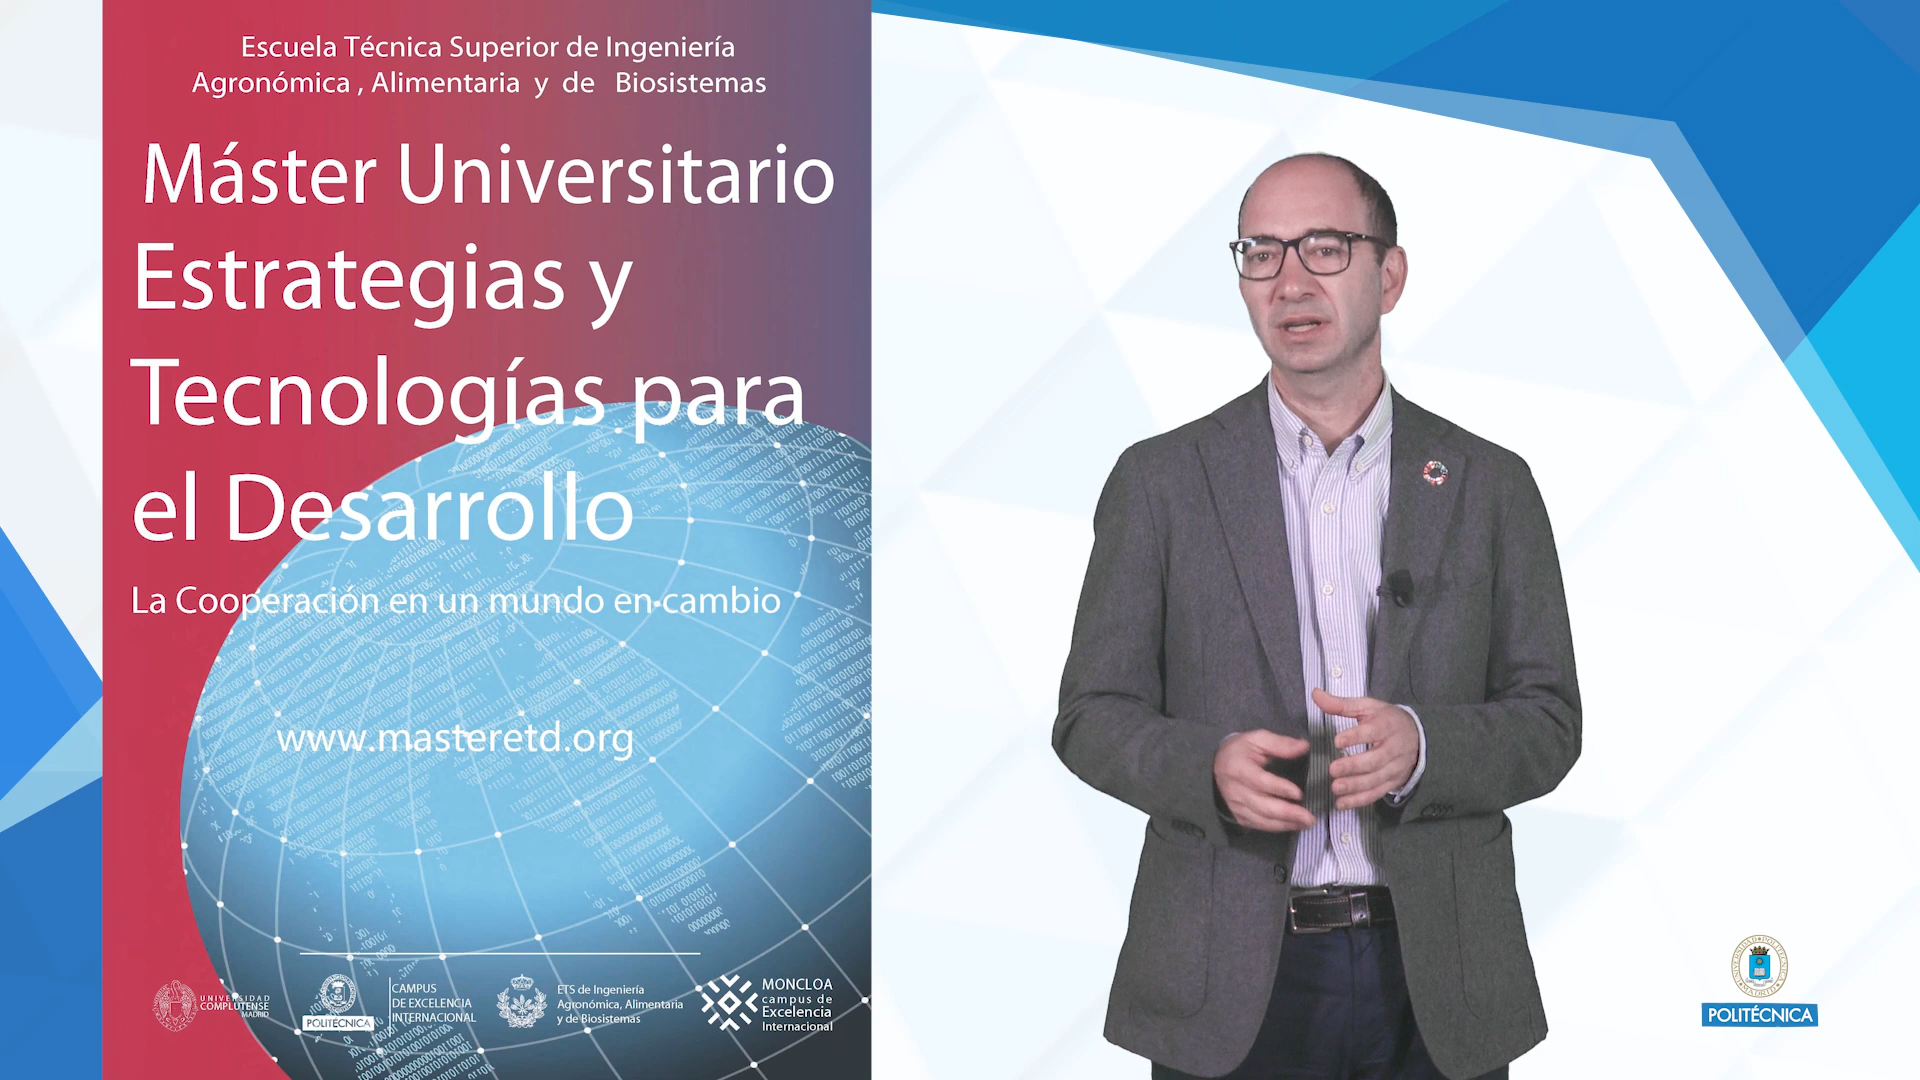 Escuela Técnica Superior de Ingeniería
Agronómica , Alimentaria y de Biosistemas
Máster Universitario
Estrategias y
Tecnologías para
el Desarrollo
La Cooperación en un mundo en cambio
www.masteretd.org
UNIVERSIDAD
COMPLUTENSE
MADRID
POLITÉCNICA
CAMPUS
DE EXCELENCIA
INTERNACIONAL
ETS de Ingeniería
Agronómica, Alimentaria
y de Biosistemas
MONCLOA
campus de
Excelencia
Internacional
POLITÉCNICA